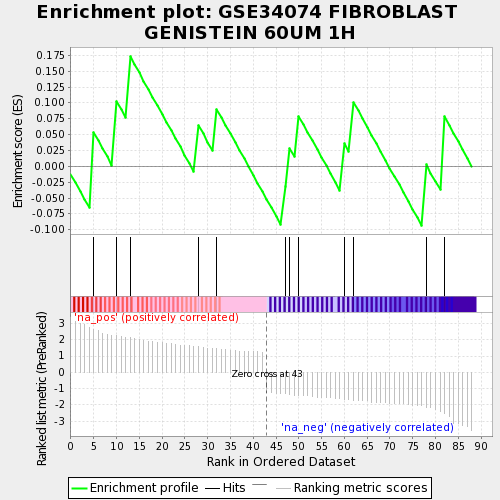 Enrichment plot: GSE34074 FIBROBLAST
GENISTEIN 60UM 1H
Enrichment score (ES)
0.175
0.150
0.125
0.100
0.075
0.050
0.025
0.000
-0.025
-0.050
-0.075
-0.100
'na_pos' (positively correlated)
Ranked list metric (PreRanked)
3
2
1
0
-1
-2
-3
Zero cross at 43
'na_neg' (negatively correlated)
0 5 10 15 20 25 30 35 40 45 50 55 60 65 70 75 80 85 90
Rank in Ordered Dataset
Enrichment profile Hits Ranking metric scores